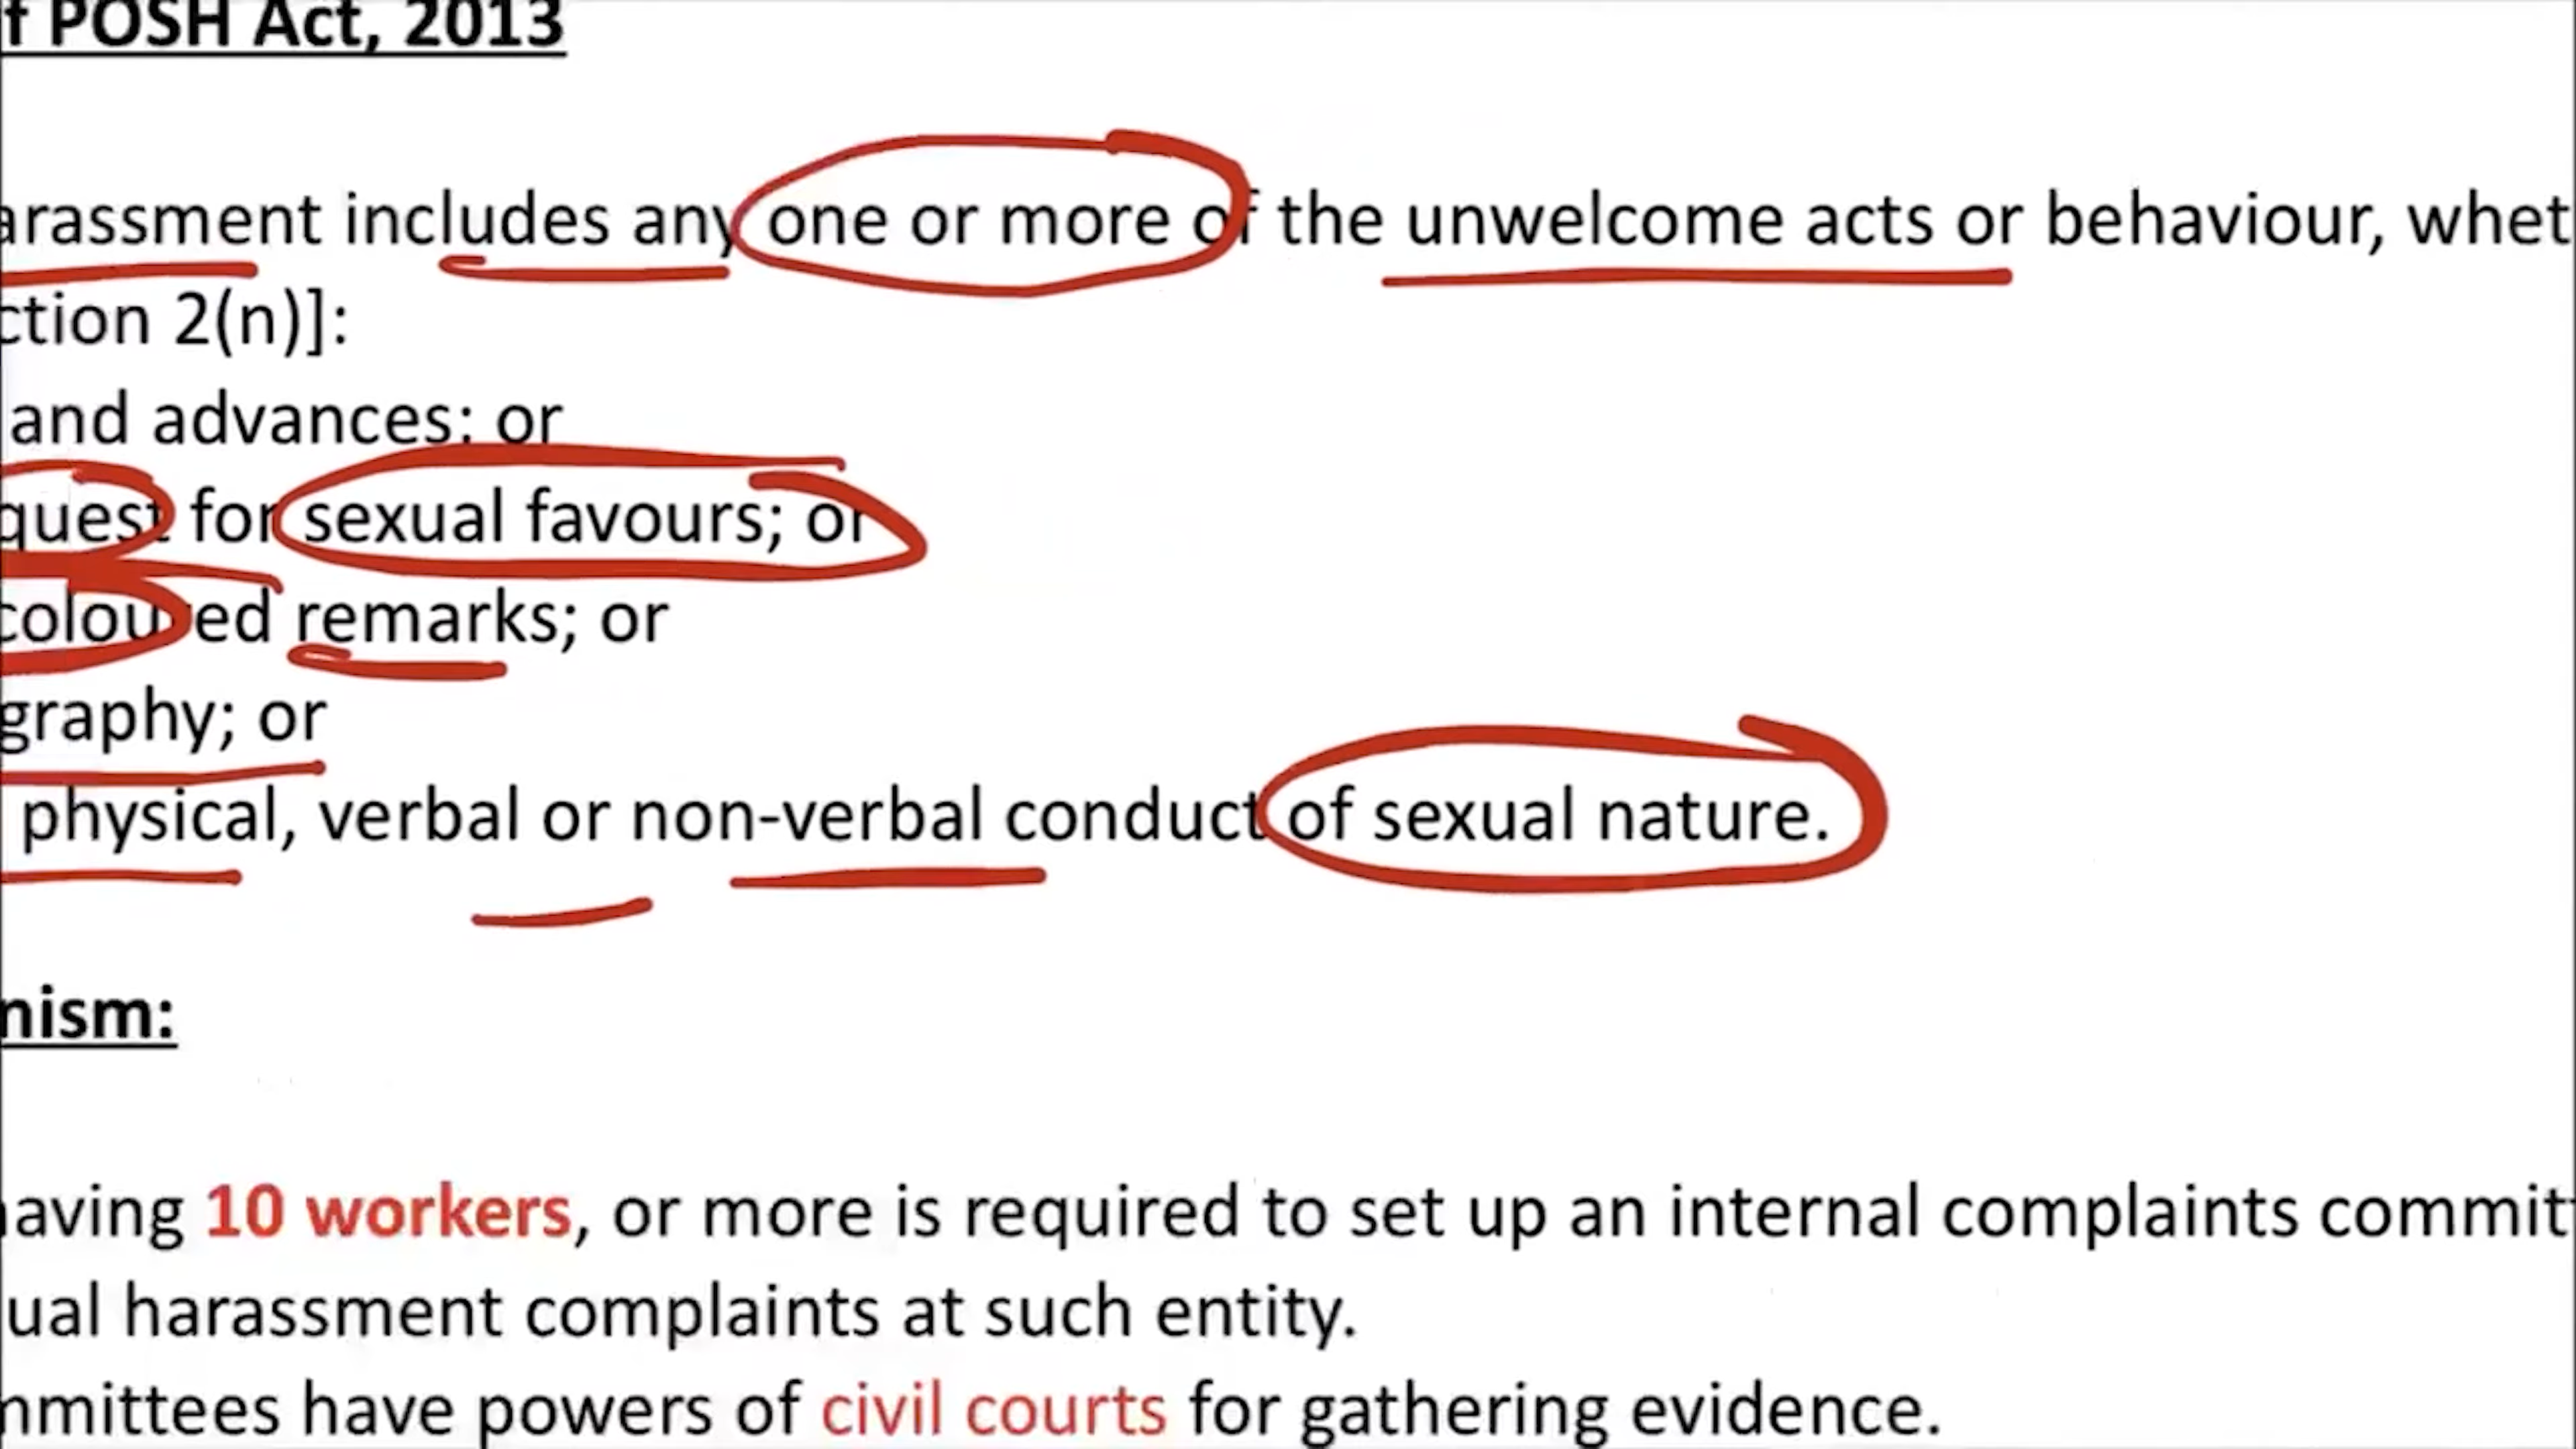 f POSH Act, 2013
arassment includes any one or more of the unwelcome acts or behaviour, whet
ction 2(n)]:
and advances; or
quest for sexual favours; or
coloured remarks; or
graphy; or
physical, verbal or non-verbal conduct of sexual nature.
nism:
aving 10 workers, or more is required to set up an internal complaints commit
ual harassment complaints at such entity.
mmittees have powers of civil courts for gathering evidence.